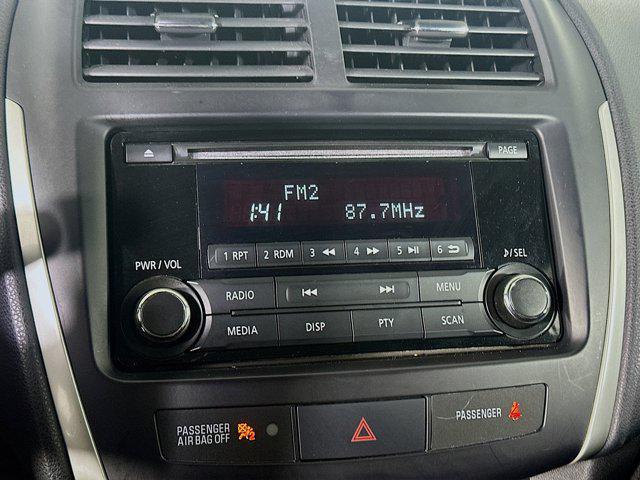 PAGE
FM2
1:41 87.7MHz
1 RPT 2 RDM 3 4 5 6
PWR / VOL
/ SEL
RADIO MENU
MEDIA DISP PTY SCAN
PASSENGER
AIR BAG OFF 2
PASSENGER